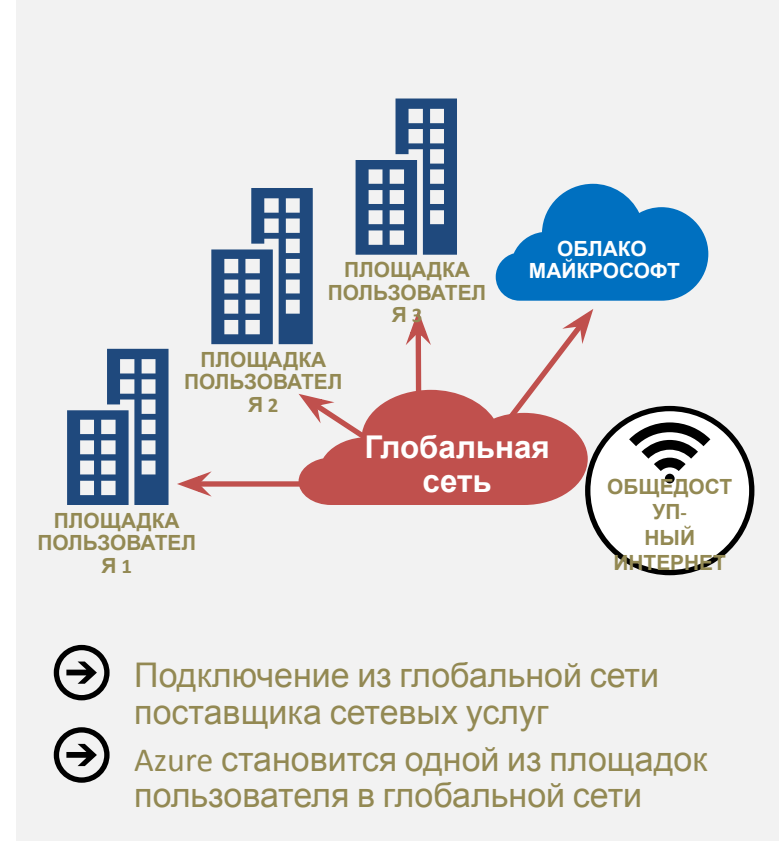 ПЛОЩАДКА
ПОЛЬЗОВАТЕЛ
Я 3
ОБЛАКО
МАЙКРОСОФТ
ПЛОЩАДКА
ПОЛЬЗОВАТЕЛ
Я 2
Глобальная
сеть
ОБЩЕДОСТ
УП-
НЫЙ
ИНТЕРНЕТ
ПЛОЩАДКА
ПОЛЬЗОВАТЕЛ
Я 1
Подключение из глобальной сети
поставщика сетевых услуг
Azure становится одной из площадок
пользователя в глобальной сети